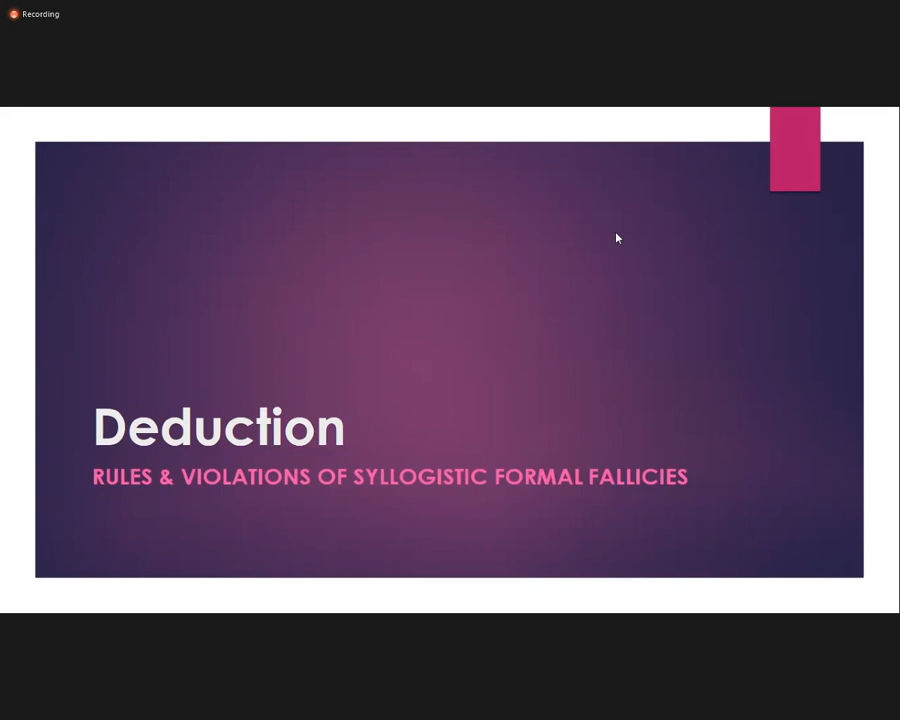 Recording
Deduction
RULES & VIOLATIONS OF SYLLOGISTIC FORMAL FALLICIES